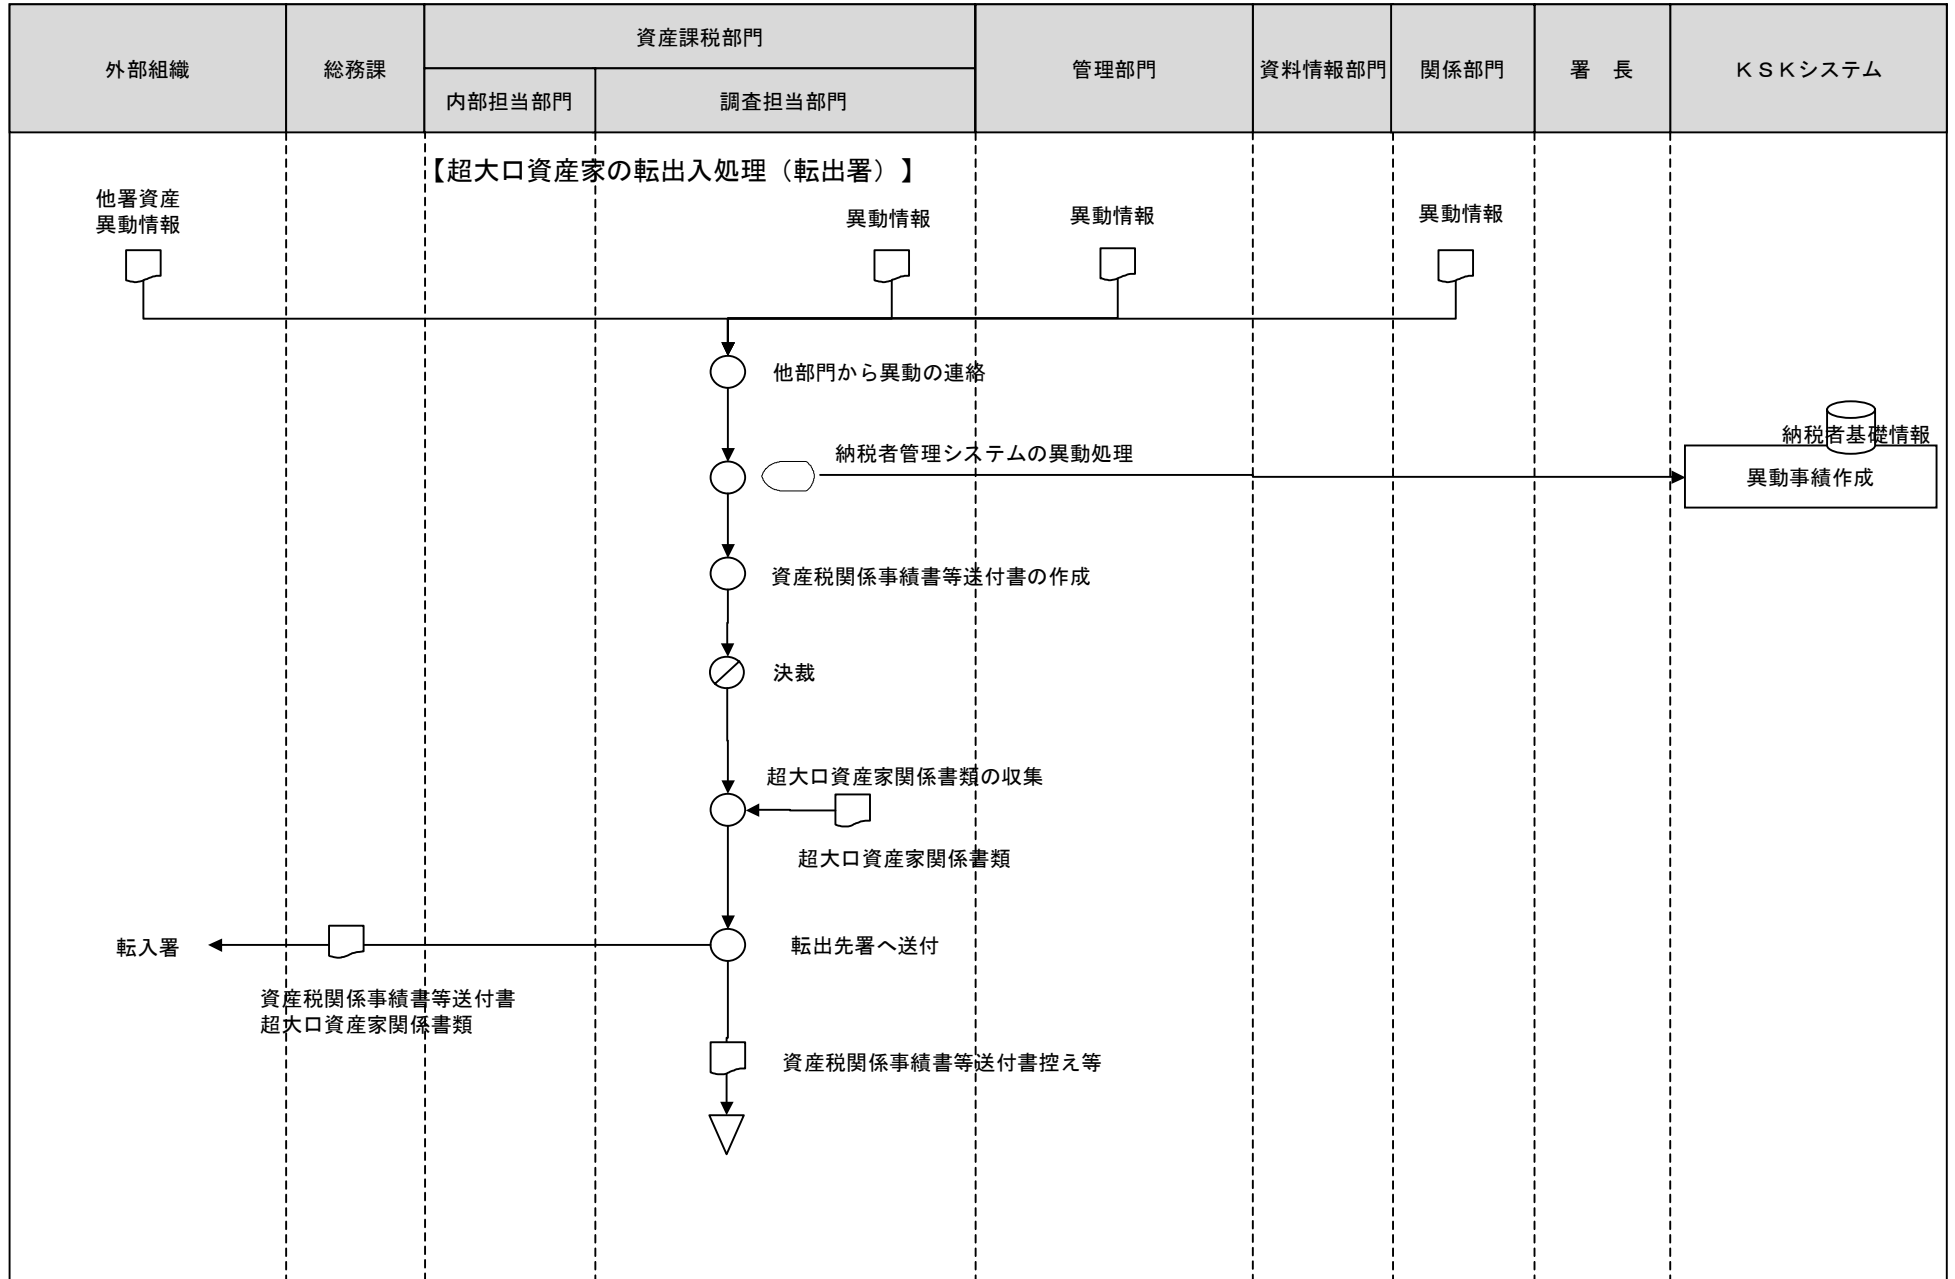 外部組織
総務課
資産課税部門
内部担当部門
調査担当部門
管理部門
資料情報部門
関係部門
署　長
ＫＳＫシステム
【超大口資産家の転出入処理（転出署）】
他署資産
異動情報
異動情報
異動情報
異動情報
他部門から異動の連絡
納税者基礎情報
納税者管理システムの異動処理
異動事績作成
資産税関係事績書等送付書の作成
決裁
超大口資産家関係書類の収集
超大口資産家関係書類
転入署
転出先署へ送付
資産税関係事績書等送付書
超大口資産家関係書類
資産税関係事績書等送付書控え等